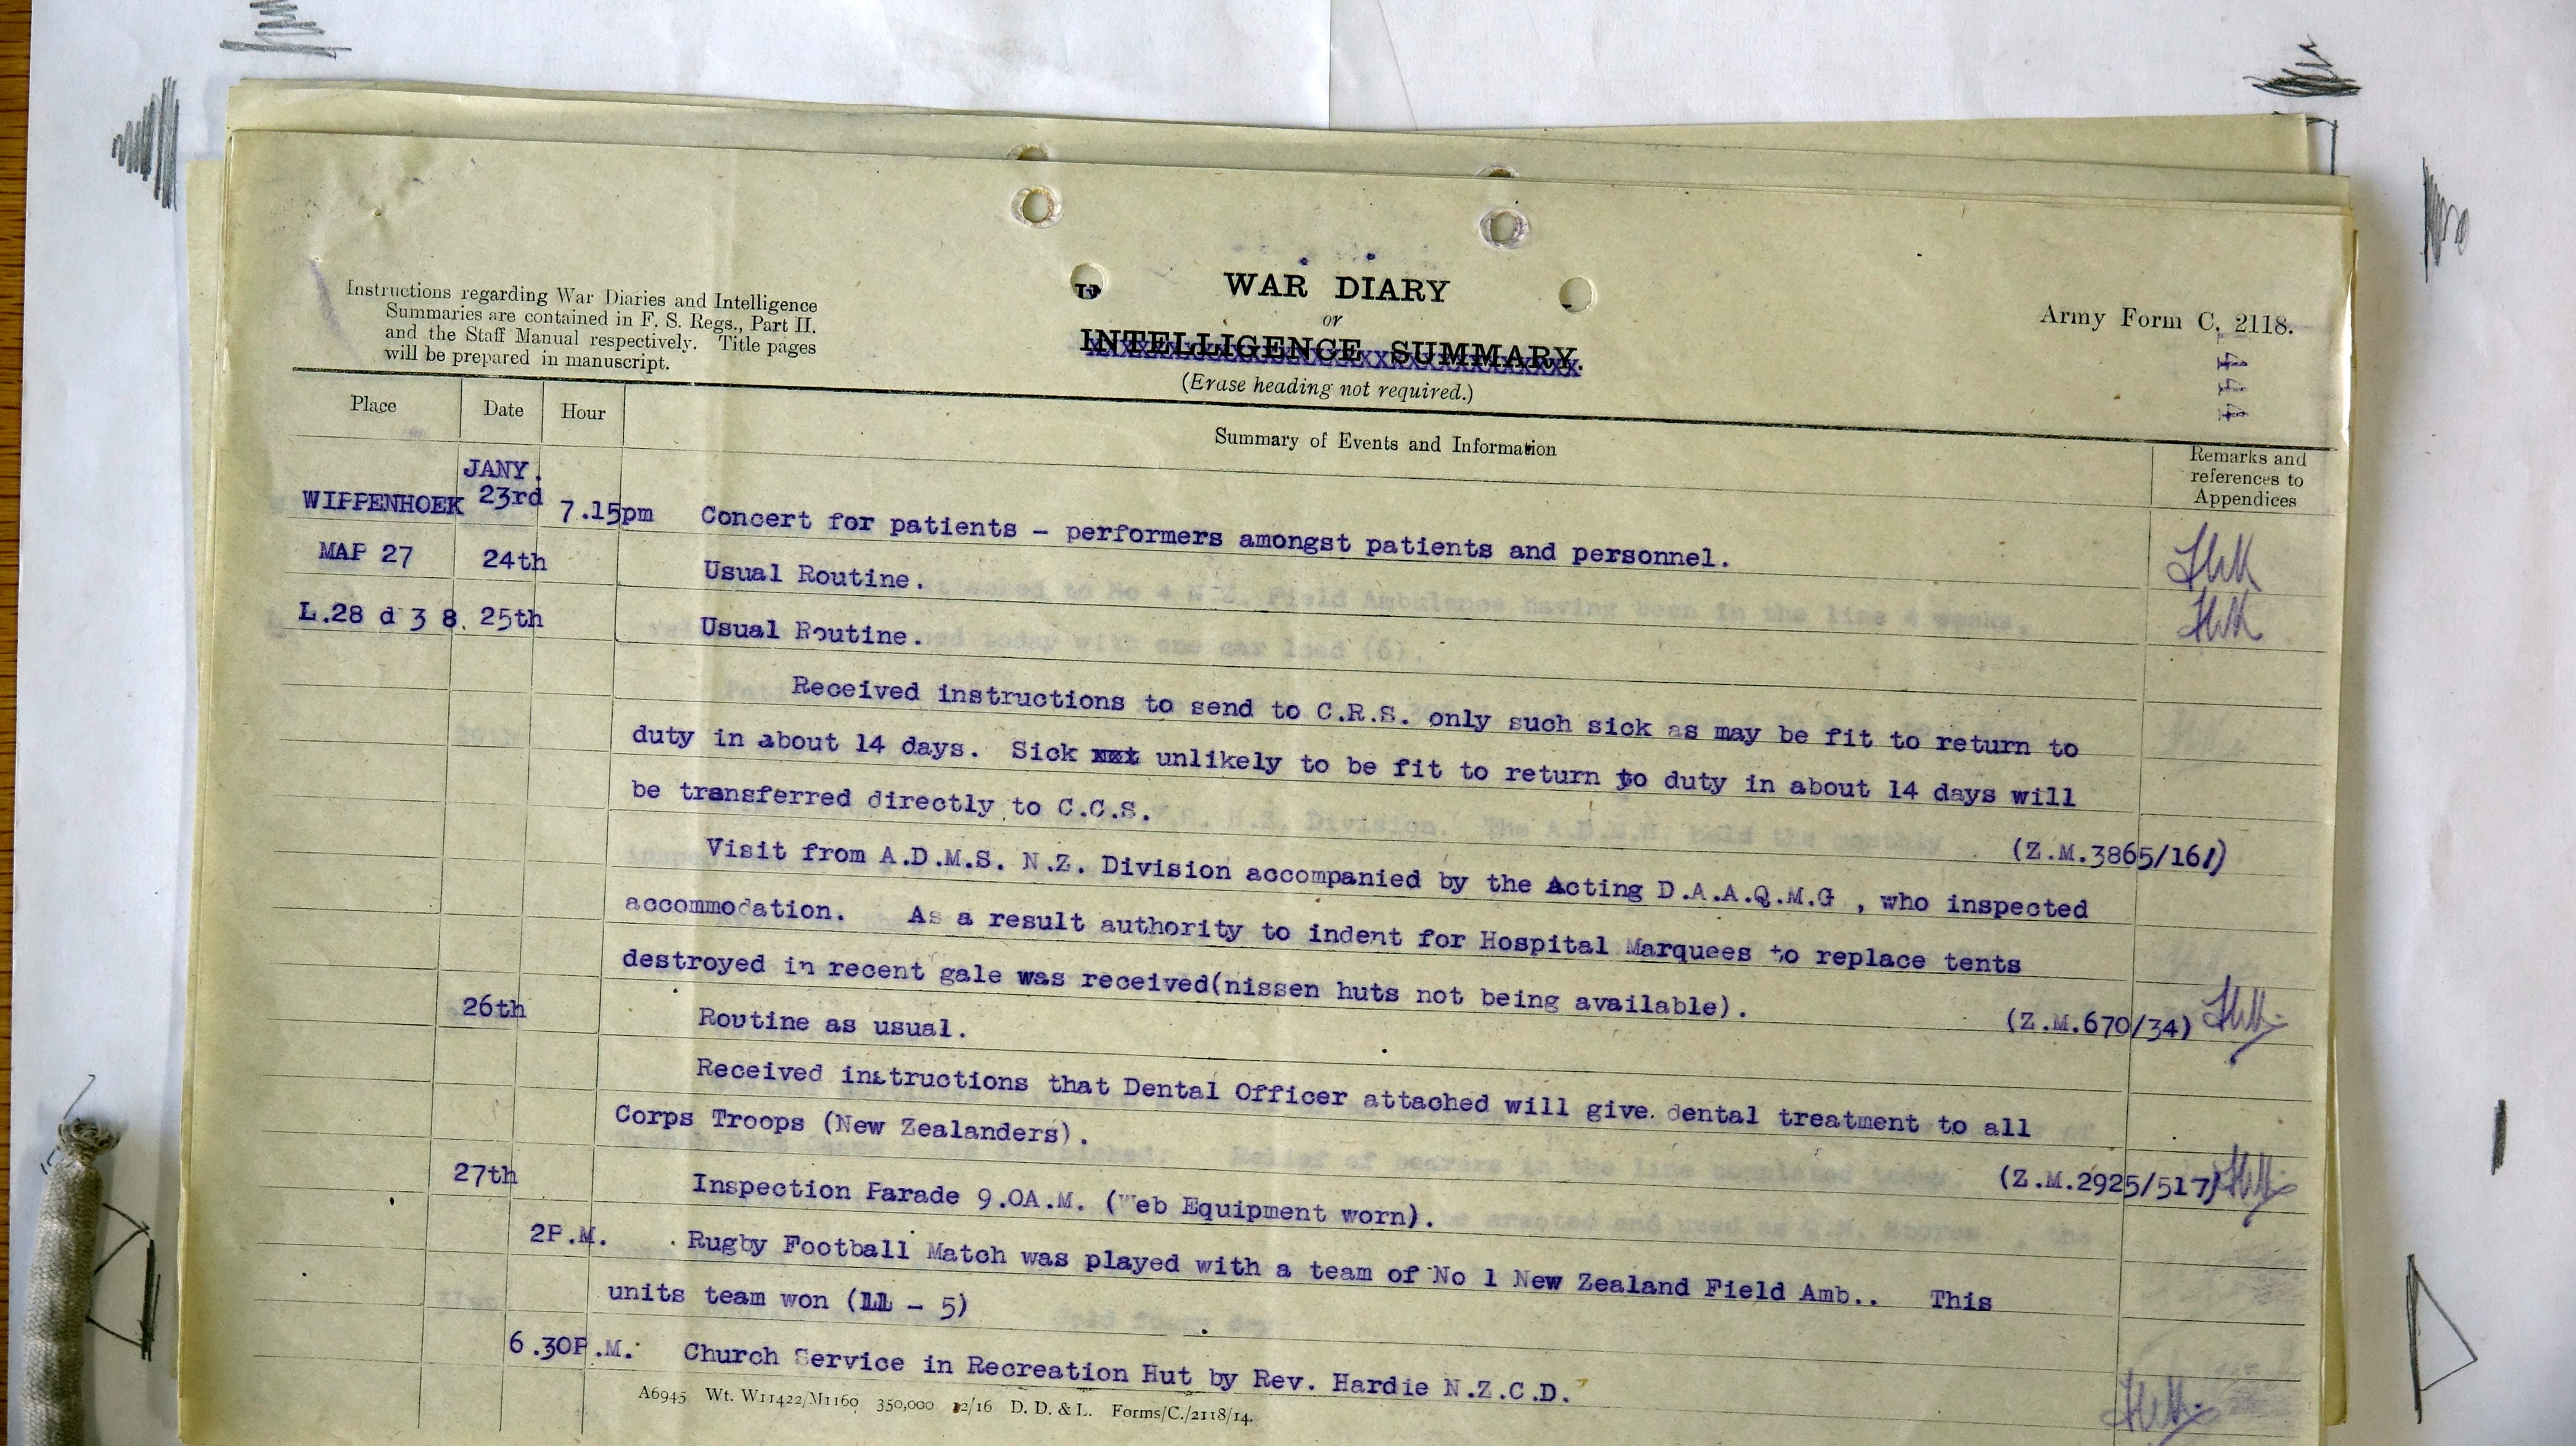 Instructions regarding War Diaries and Intelligence
Summaries are contained in F. S. Regs., Part II.
and the Staff Manual respectively. Title pages
will be prepared in manuscript.
WAR DIARY
or
INTELLIGENCE SUMMARY.
(Erase heading not required.)
Army Form C. 2118.
Place Date Hour Summary of Events and Information Remarks and
references to
Appendices
JANY.
WIPPENHOEK 23rd 7.15pm Concert for patients - performers amongst patients and personnel.
MAP 27 24th Usual Routine.
L.28 d 3 8. 25th Usual Routine.
Received instructions to send to C.R.S. only such sick as may be fit to return to
duty in about 14 days. Sick unlikely to be fit to return to duty in about 14 days will
be transferred directly to C.C.S.
(Z.M.3865/161)
Visit from A.D.M.S. N.Z. Division accompanied by the Acting D.A.A.Q.M.G , who inspected
accommodation. As a result authority to indent for Hospital Marquees to replace tents
destroyed in recent gale was received(nissen huts not being available).
(Z.M.670/34)
26th Routine as usual.
Received instructions that Dental Officer attached will give. dental treatment to all
Corps Troops (New Zealanders).
(Z.M.2925/517)
27th Inspection Parade 9.0A.M. (Web Equipment worn).
2P.M. Rugby Football Match was played with a team of No 1 New Zealand Field Amb.. This
units team won (11 - 5)
6.30P.M. Church Service in Recreation Hut by Rev. Hardie N.Z.C.D.
A6945 Wt. W11422/M1160 350,000 12/16 D. D. & L. Forms/C./2118/14.